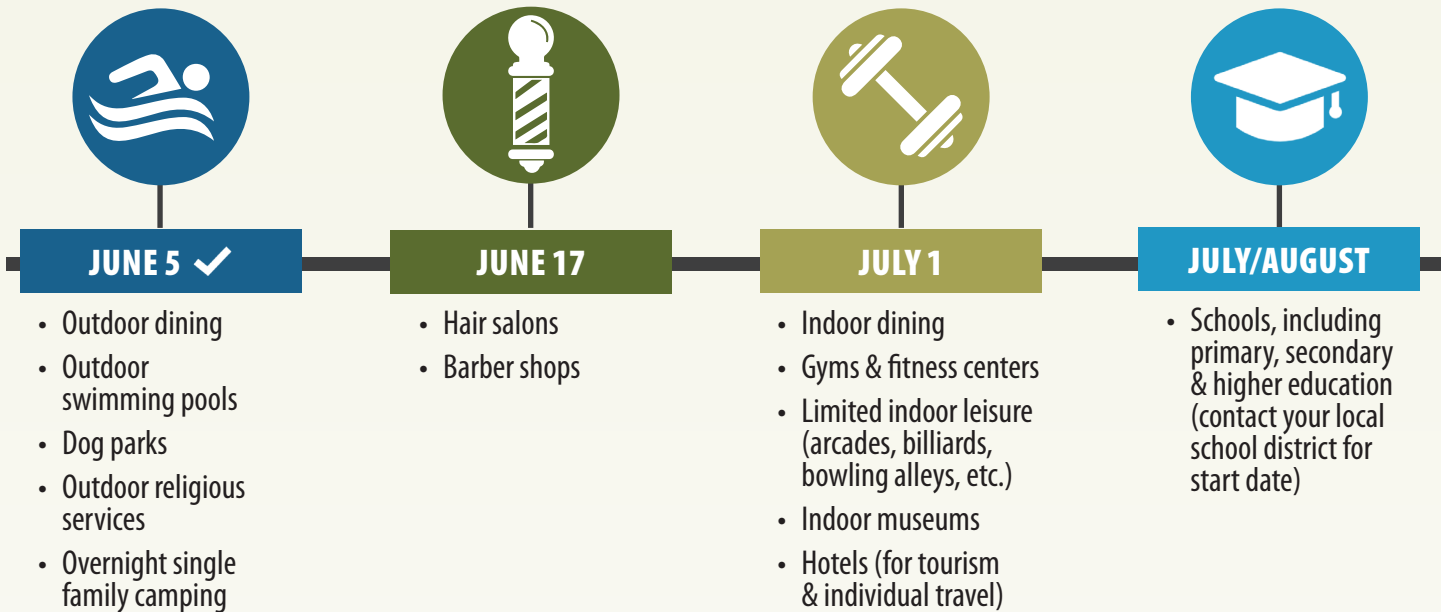 JUNE 5
• Outdoor dining
• Outdoor
swimming pools
• Dog parks
• Outdoor religious
services
• Overnight single
family camping
JUNE 17
• Hair salons
• Barber shops
JULY 1
• Indoor dining
• Gyms & fitness centers
• Limited indoor leisure
(arcades, billiards,
bowling alleys, etc.)
• Indoor museums
• Hotels (for tourism
& individual travel)
JULY/AUGUST
• Schools, including
primary, secondary
& higher education
(contact your local
school district for
start date)